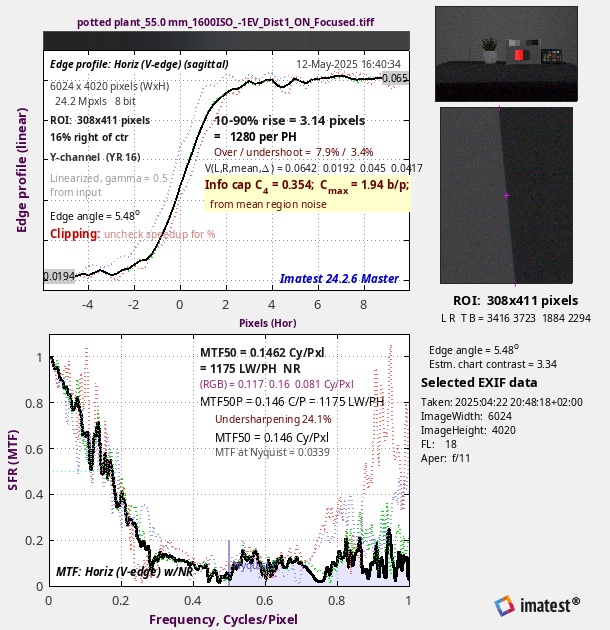 potted plant_55.0 mm_1600ISO_-1EV_Dist1_ON_Focused.tiff
Edge profile: Horiz (V-edge) (sagittal)
12-May-2025 16:40:34
0.065
6024 x 4020 pixels (WxH)
24.2 Mpxls   8 bit
ROI:  308x411 pixels
16% right of ctr
Y-channel  (YR 16)
Linearized, gamma = 0.5
from input
Edge angle = 5.48o
Clipping: uncheck speedup for %
10-90% rise = 3.14 pixels
=   1280 per PH
Over / undershoot =  7.9% /  3.4%
V(L,R,mean,Δ) = 0.0642  0.0192  0.045  0.0417
Info cap C4 = 0.354;  Cmax = 1.94 b/p;
from mean region noise
0.0194
Imatest 24.2.6 Master
Edge profile (linear)
-4 -2 0 2 4 6 8
Pixels (Hor)
ROI:  308x411 pixels
L R  T B = 3416 3723  1884 2294
Edge angle = 5.48o
Estm. chart contrast = 3.34
Selected EXIF data
Taken: 2025:04:22 20:48:18+02:00
ImageWidth:  6024
ImageHeight:  4020
FL:   18
Aper:  f/11
MTF50 = 0.1462 Cy/Pxl
= 1175 LW/PH  NR
(RGB) = 0.117  0.16  0.081 Cy/Pxl
MTF50P = 0.146 C/P = 1175 LW/PH
Undersharpening 24.1%
MTF50 = 0.146 Cy/Pxl
MTF at Nyquist = 0.0339
SFR (MTF)
1
0.8
0.6
0.4
0.2
0
MTF: Horiz (V-edge) w/NR
0 0.2 0.4 0.6 0.8 1
Frequency, Cycles/Pixel
imatest®